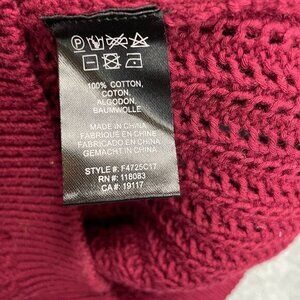 100% COTTON,
COTON,
ALGODON,
BAUMWOLLE
MADE IN CHINA
FABRIQUE EN CHINE
FABRICADO EN CHINA
GEMACHT IN CHINA
STYLE #: F4725C17
RN #: 118083
CA #: 19117